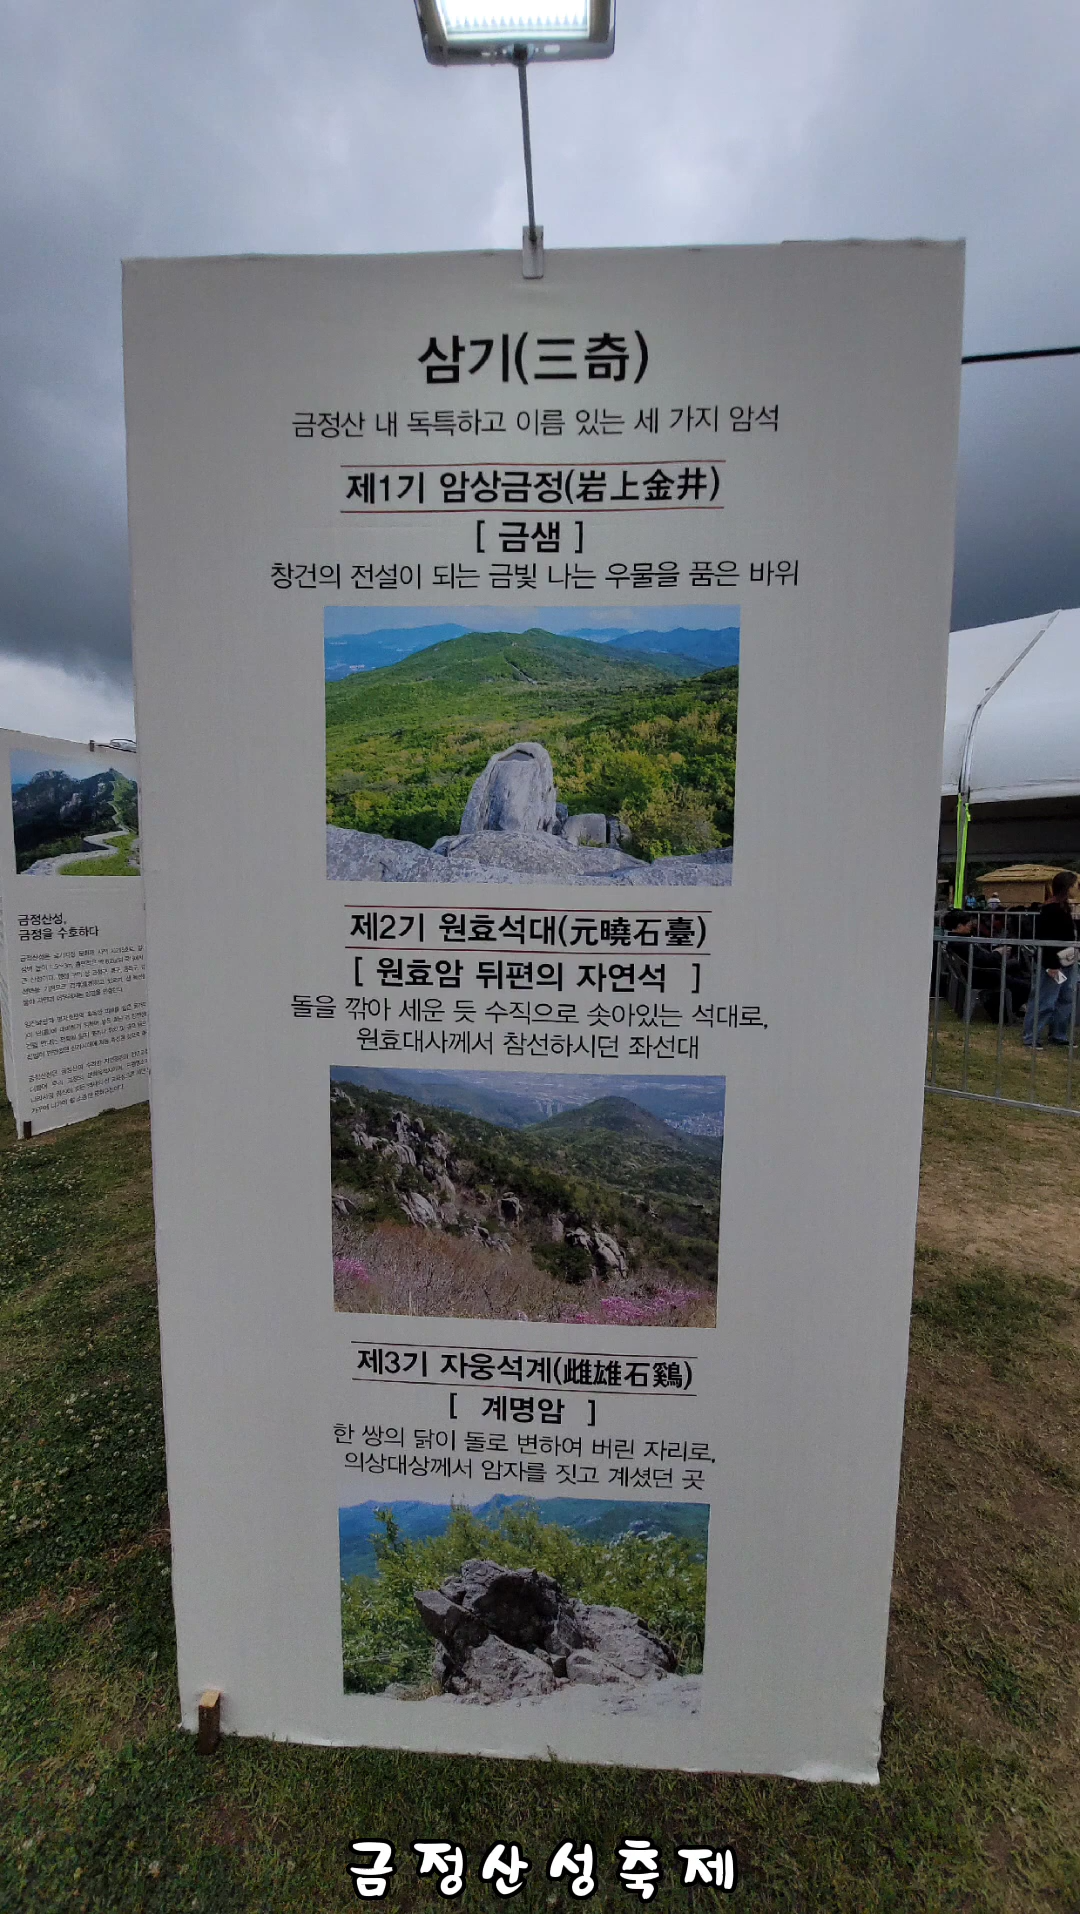 삼기(三奇)
금정산 내 독특하고 이름 있는 세 가지 암석
제1기 암상금정(岩上金井)
[ 금샘 ]
창건의 전설이 되는 금빛 나는 우물을 품은 바위
제2기 원효석대(元曉石臺)
[ 원효암 뒤편의 자연석 ]
돌을 깎아 세운 듯 수직으로 솟아있는 석대로,
원효대사께서 참선하시던 좌선대
제3기 자웅석계(雌雄石鷄)
[ 계명암 ]
한 쌍의 닭이 돌로 변하여 버린 자리로,
의상대상께서 암자를 짓고 계셨던 곳
금정산성,
금정을 수호하다
금정산성축제